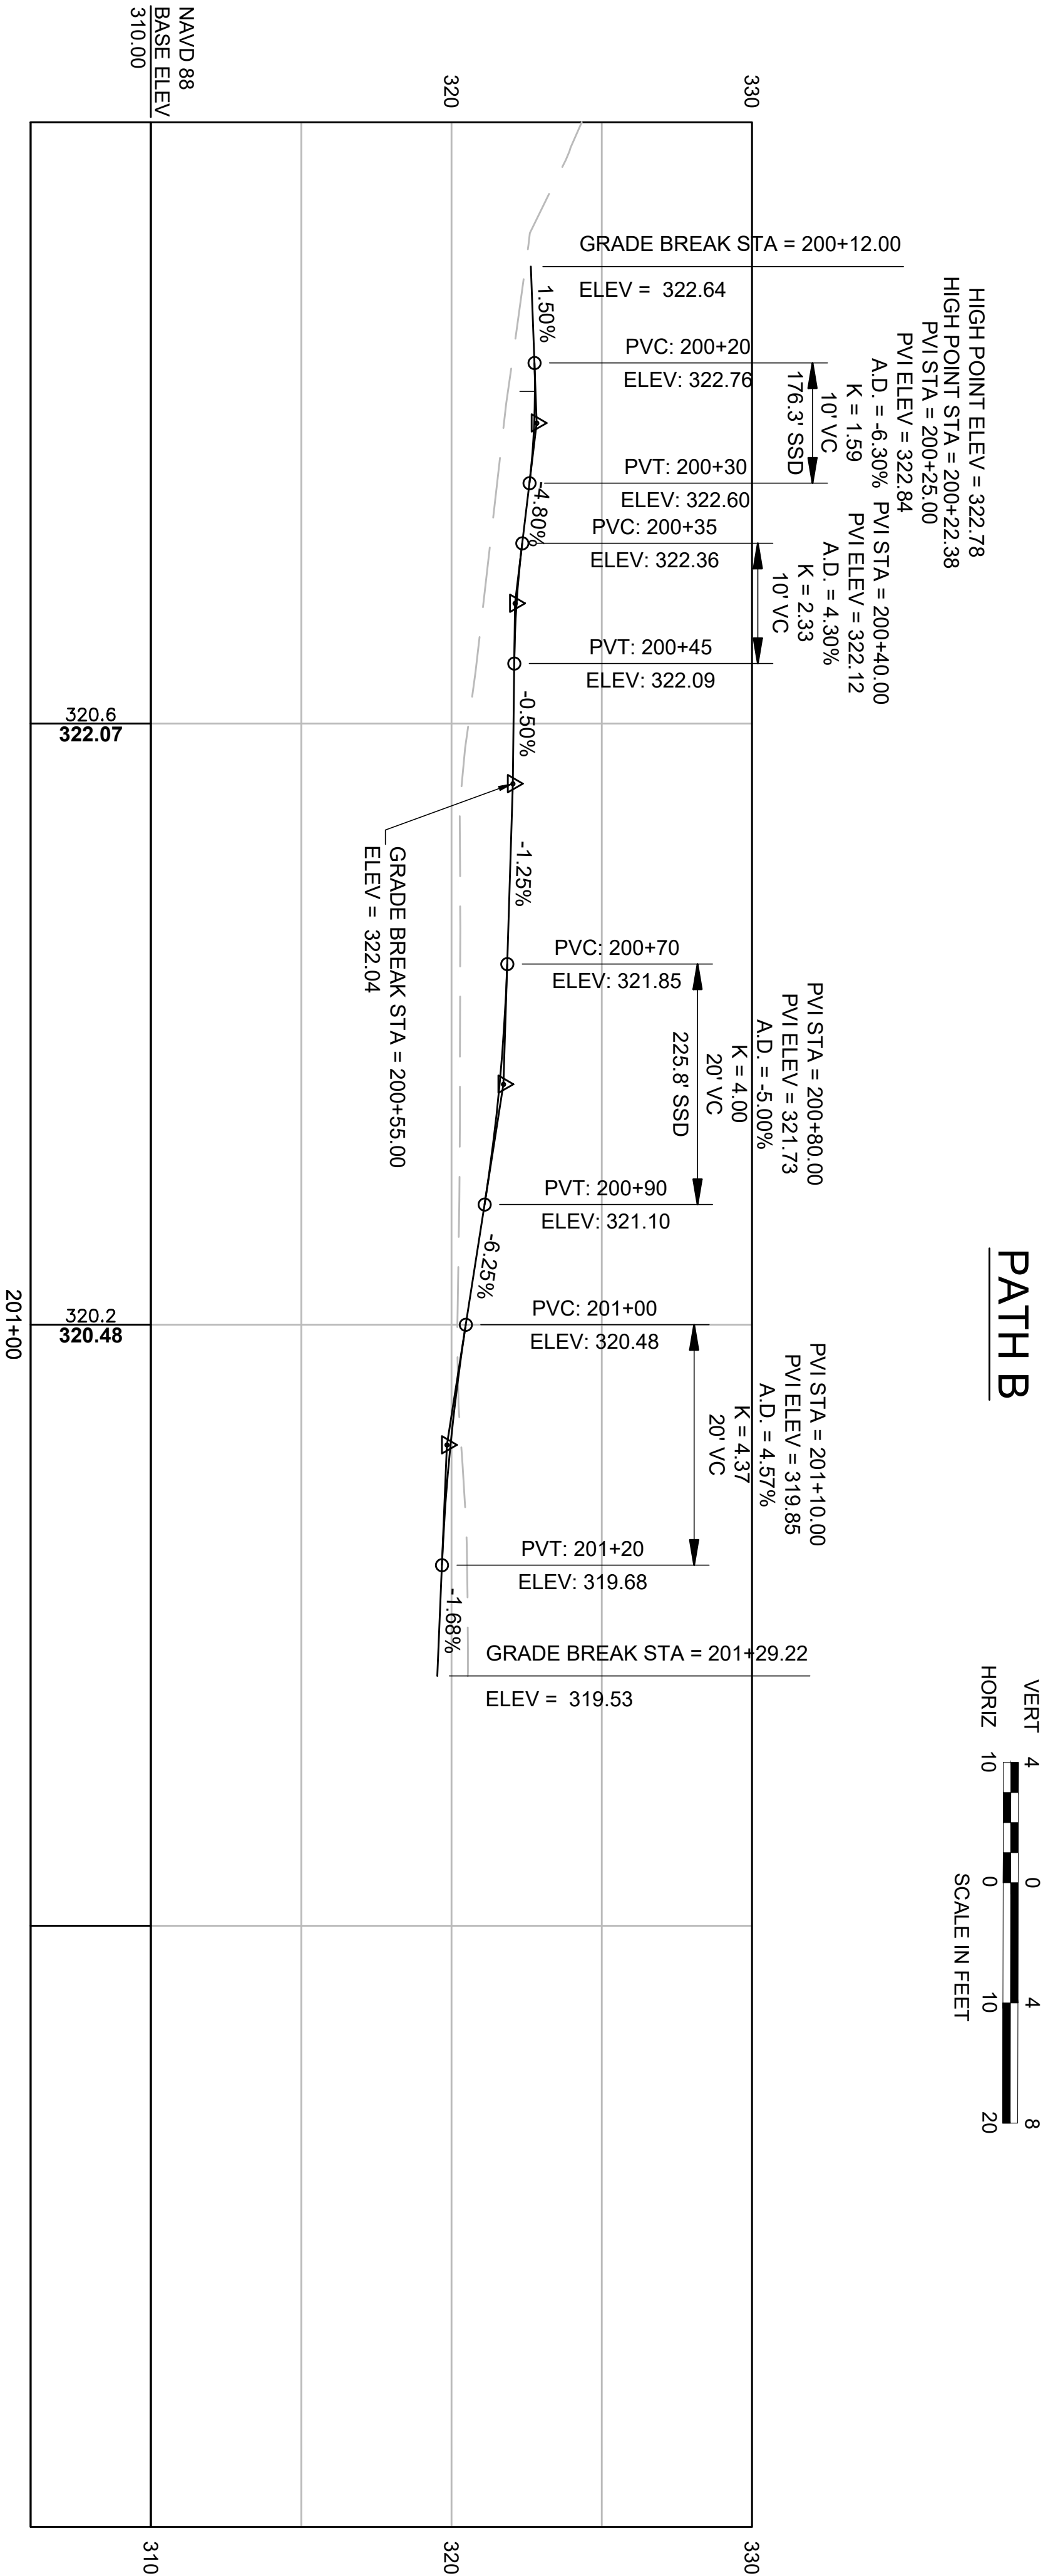 PATH B
VERT 4 0 4 8
HORIZ 10 0 10 20
SCALE IN FEET
HIGH POINT ELEV = 322.78
HIGH POINT STA = 200+22.38
PVI STA = 200+25.00
PVI ELEV = 322.84
A.D. = -6.30%
K = 1.59
10' VC
176.3' SSD
PVI STA = 200+40.00
PVI ELEV = 322.12
A.D. = 4.30%
K = 2.33
10' VC
PVI STA = 200+80.00
PVI ELEV = 321.73
A.D. = -5.00%
K = 4.00
20' VC
225.8' SSD
PVI STA = 201+10.00
PVI ELEV = 319.85
A.D. = 4.57%
K = 4.37
20' VC
330
330
GRADE BREAK STA = 200+12.00
ELEV = 322.64
PVC: 200+20
ELEV: 322.76
PVT: 200+30
ELEV: 322.60
PVC: 200+35
ELEV: 322.36
PVT: 200+45
ELEV: 322.09
PVC: 200+70
ELEV: 321.85
PVT: 200+90
ELEV: 321.10
PVC: 201+00
ELEV: 320.48
PVT: 201+20
ELEV: 319.68
GRADE BREAK STA = 201+29.22
ELEV = 319.53
1.50%
-4.80%
-0.50%
-1.25%
-6.25%
-1.68%
320
320
GRADE BREAK STA = 200+55.00
ELEV = 322.04
NAVD 88
BASE ELEV
310.00
310
320.6
322.07
320.2
320.48
201+00